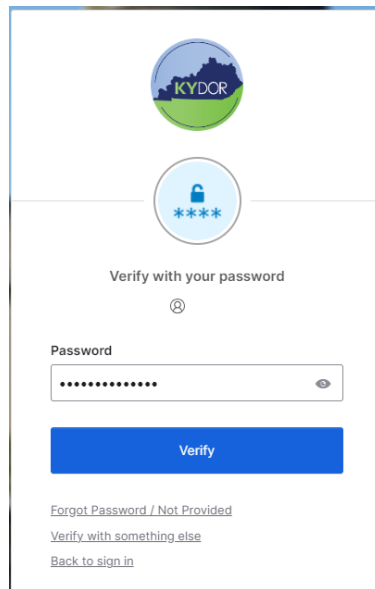 KYDOR
****
Verify with your password
Password
••••••••••••••
Verify
Forgot Password / Not Provided
Verify with something else
Back to sign in